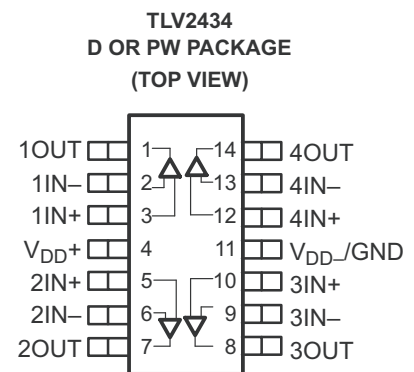 TLV2434
D OR PW PACKAGE
(TOP VIEW)
1OUT 1 14 4OUT
1IN– 2 13 4IN–
1IN+ 3 12 4IN+
VDD+ 4 11 VDD–/GND
2IN+ 5 10 3IN+
2IN– 6 9 3IN–
2OUT 7 8 3OUT